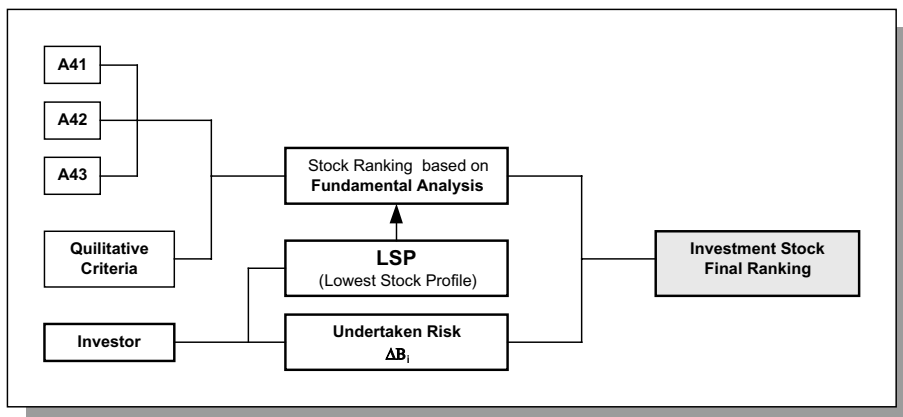 A41
A42
A43
Quilitative
Criteria
Investor
Stock Ranking based on
Fundamental Analysis
LSP
(Lowest Stock Profile)
Undertaken Risk
ΔBi
Investment Stock
Final Ranking